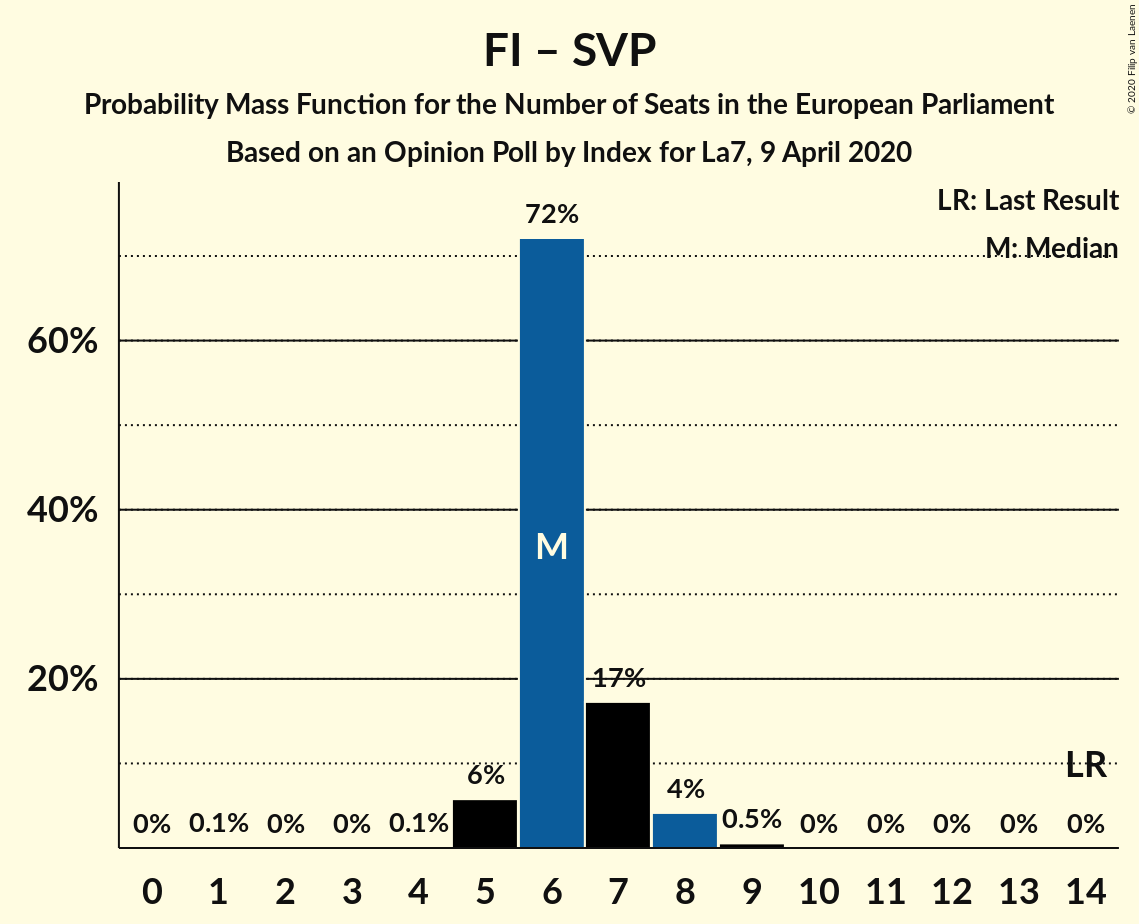 FI – SVP
Probability Mass Function for the Number of Seats in the European Parliament
Based on an Opinion Poll by Index for La7, 9 April 2020
© 2020 Filip van Laenen
LR: Last Result
M: Median
72%
60%
40%
M
20%
17%
LR
6%
4%
0% 0.1% 0% 0% 0.1% 0.5% 0% 0% 0% 0% 0%
0 1 2 3 4 5 6 7 8 9 10 11 12 13 14